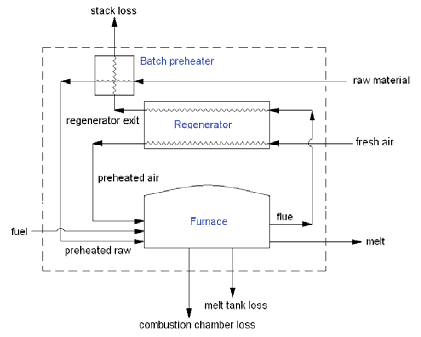 stack loss
Batch preheater
raw material
regenerator exit
Regenerator
fresh air
preheated air
Furnace
flue
fuel
melt
preheated raw
melt tank loss
combustion chamber loss